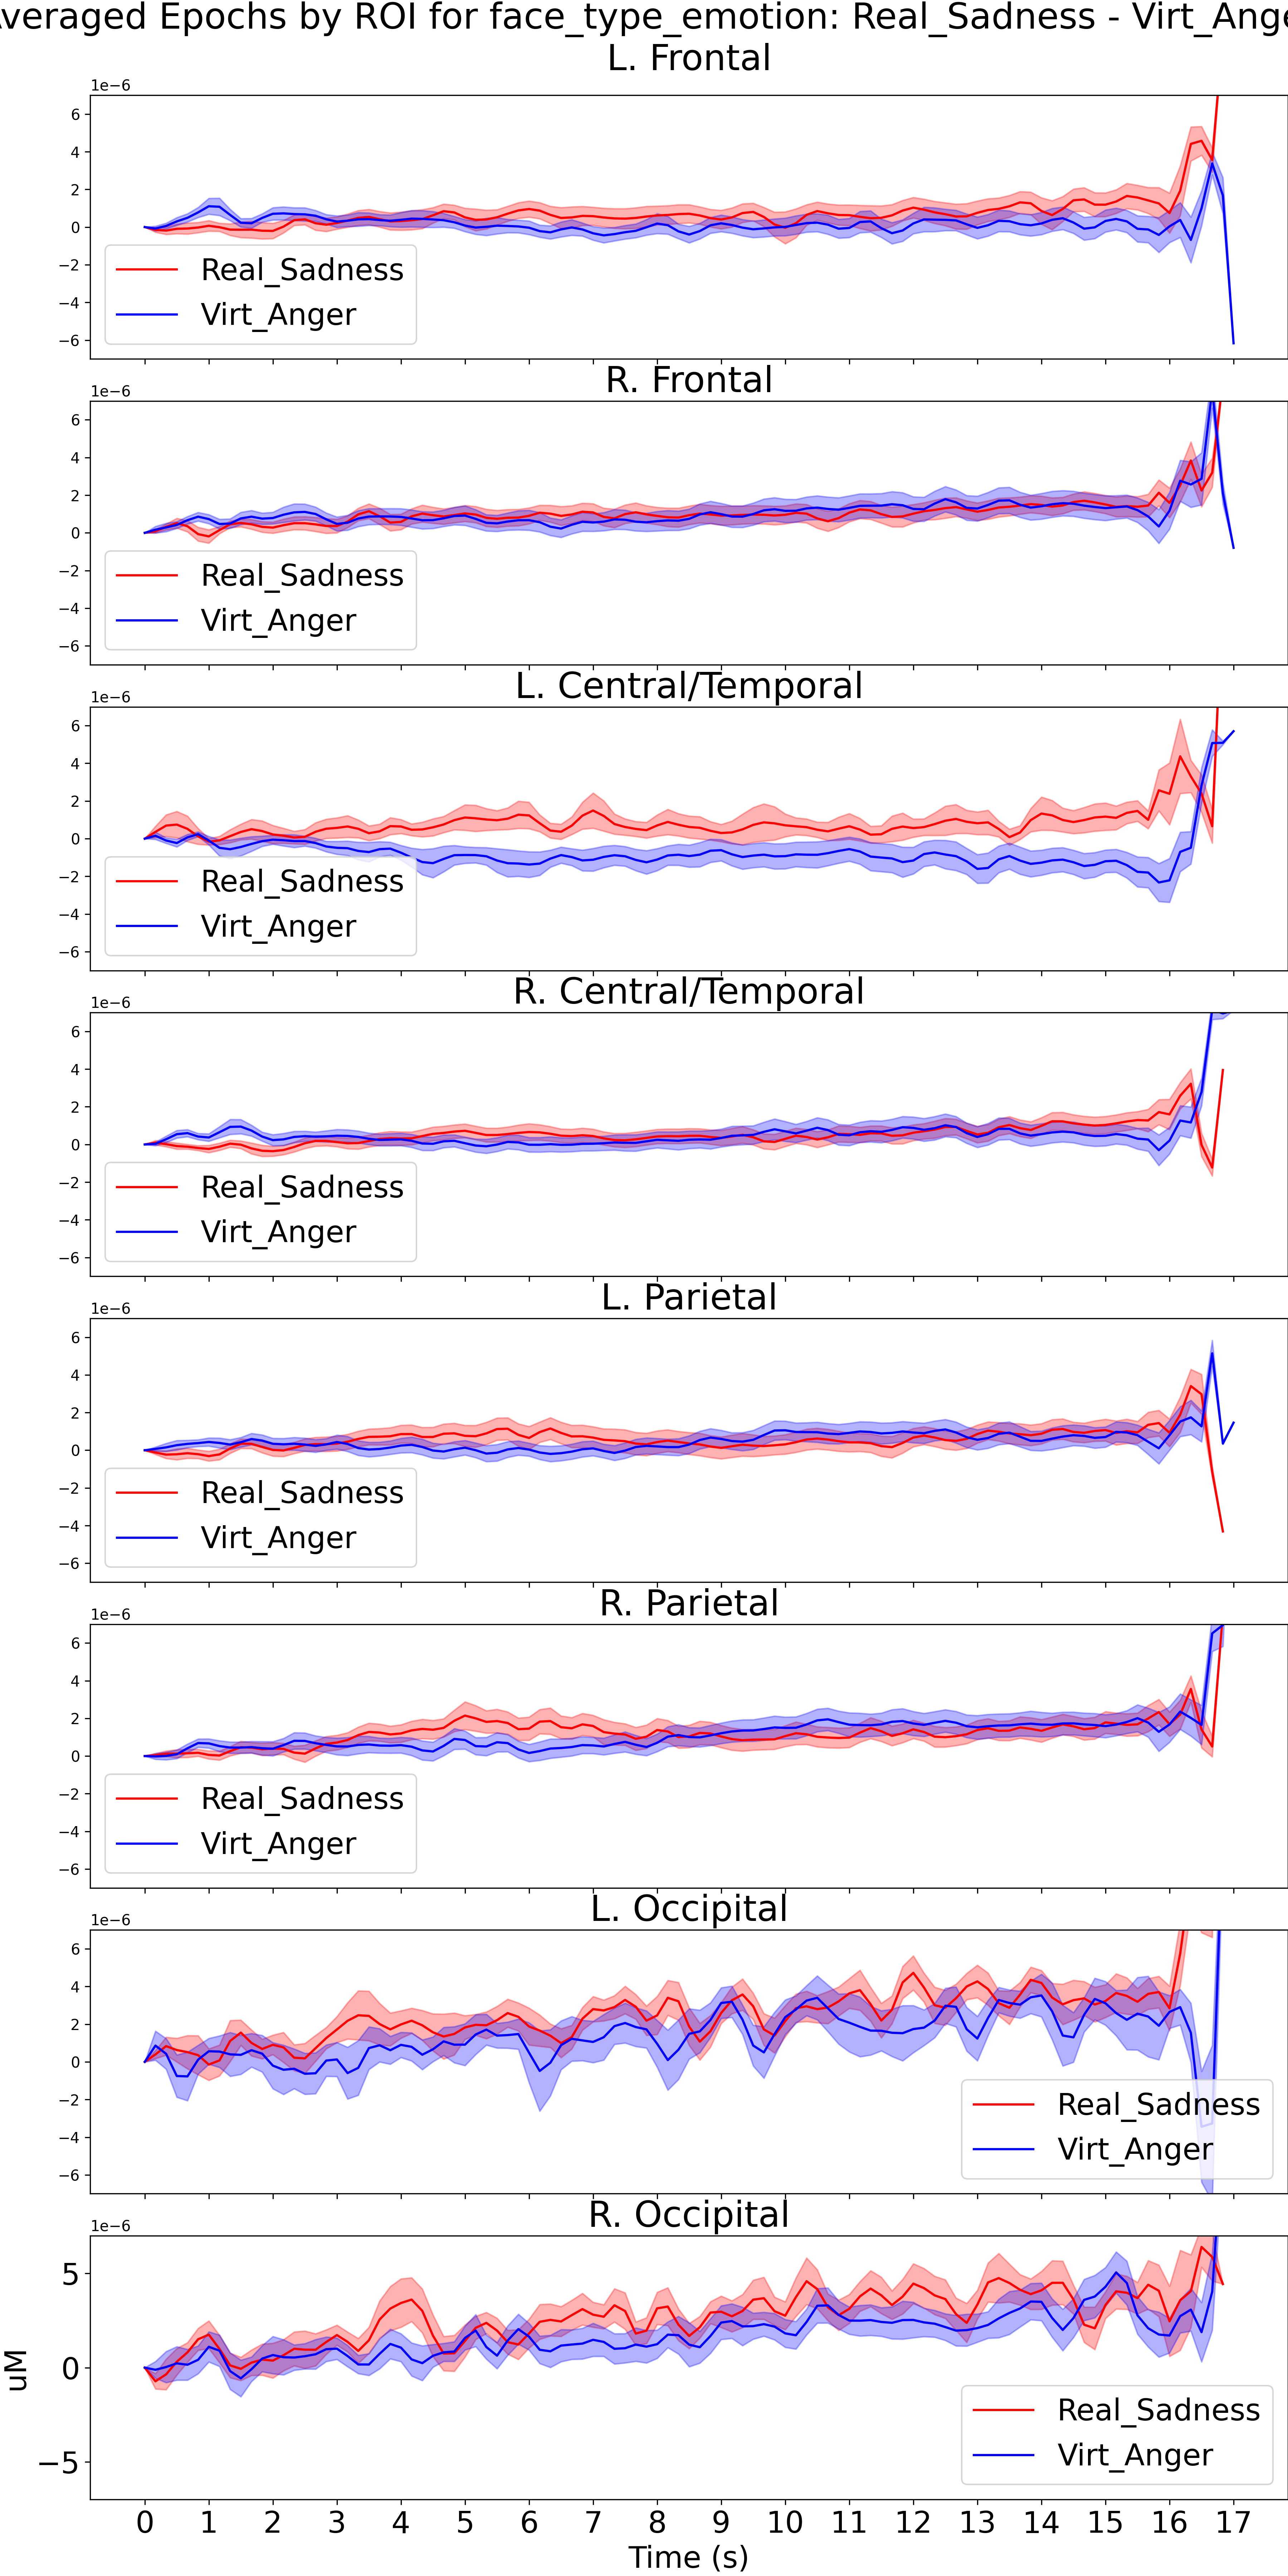 veraged Epochs by ROI for face_type_emotion: Real_Sadness - Virt_Ange
L. Frontal
1e−6
6
4
2
0
−2
−4
−6
Real_Sadness
Virt_Anger
R. Frontal
1e−6
6
4
2
0
−2
−4
−6
Real_Sadness
Virt_Anger
L. Central/Temporal
1e−6
6
4
2
0
−2
−4
−6
Real_Sadness
Virt_Anger
R. Central/Temporal
1e−6
6
4
2
0
−2
−4
−6
Real_Sadness
Virt_Anger
L. Parietal
1e−6
6
4
2
0
−2
−4
−6
Real_Sadness
Virt_Anger
R. Parietal
1e−6
6
4
2
0
−2
−4
−6
Real_Sadness
Virt_Anger
L. Occipital
1e−6
6
4
2
0
−2
−4
−6
Real_Sadness
Virt_Anger
R. Occipital
1e−6
5
0
−5
uM
Real_Sadness
Virt_Anger
0 1 2 3 4 5 6 7 8 9 10 11 12 13 14 15 16 17
Time (s)